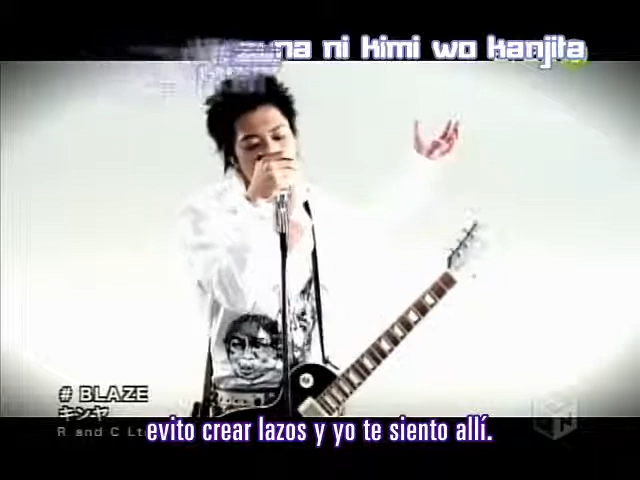 na ni kimi wo kanjita
# BLAZE
キンヤ
R and C Lt
evito crear lazos y yo te siento allí.